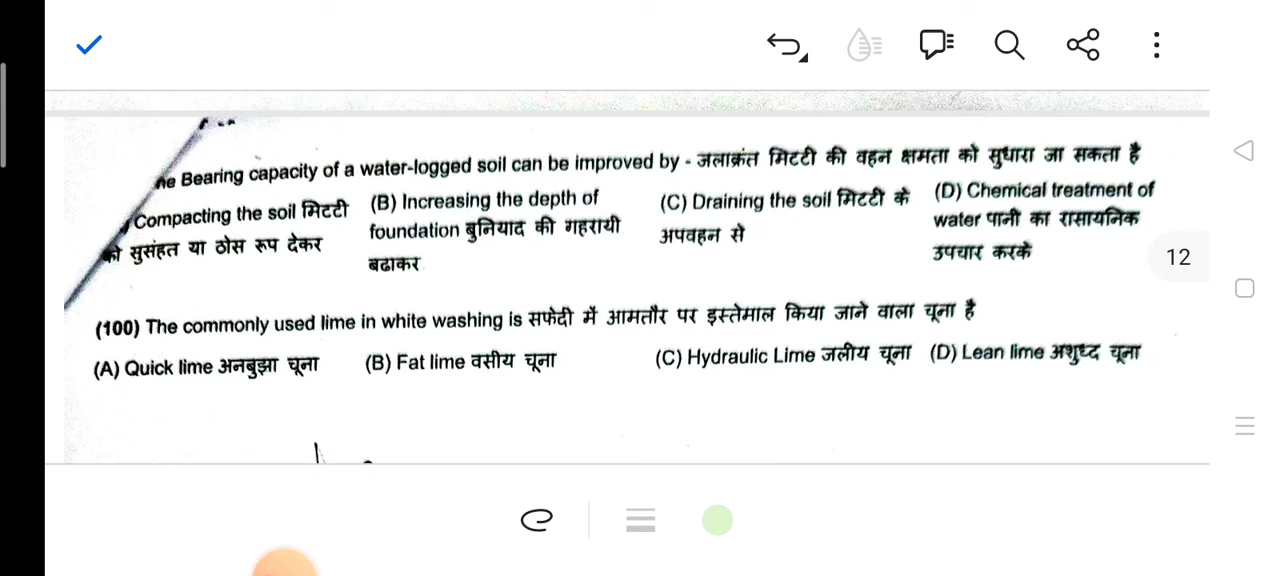 he Bearing capacity of a water-logged soil can be improved by - जलाक्रंत मिटटी की वहन क्षमता को सुधारा जा सकता है
Compacting the soil मिटटी
को सुसंहत या ठोस रूप देकर
(B) Increasing the depth of
foundation बुनियाद की गहरायी
बढाकर
(C) Draining the soil मिटटी के
अपवहन से
(D) Chemical treatment of
water पानी का रासायनिक
उपचार करके
12
(100) The commonly used lime in white washing is सफेदी में आमतौर पर इस्तेमाल किया जाने वाला चूना है
(A) Quick lime अनबुझा चूना (B) Fat lime वसीय चूना (C) Hydraulic Lime जलीय चूना (D) Lean lime अशुध्द चूना